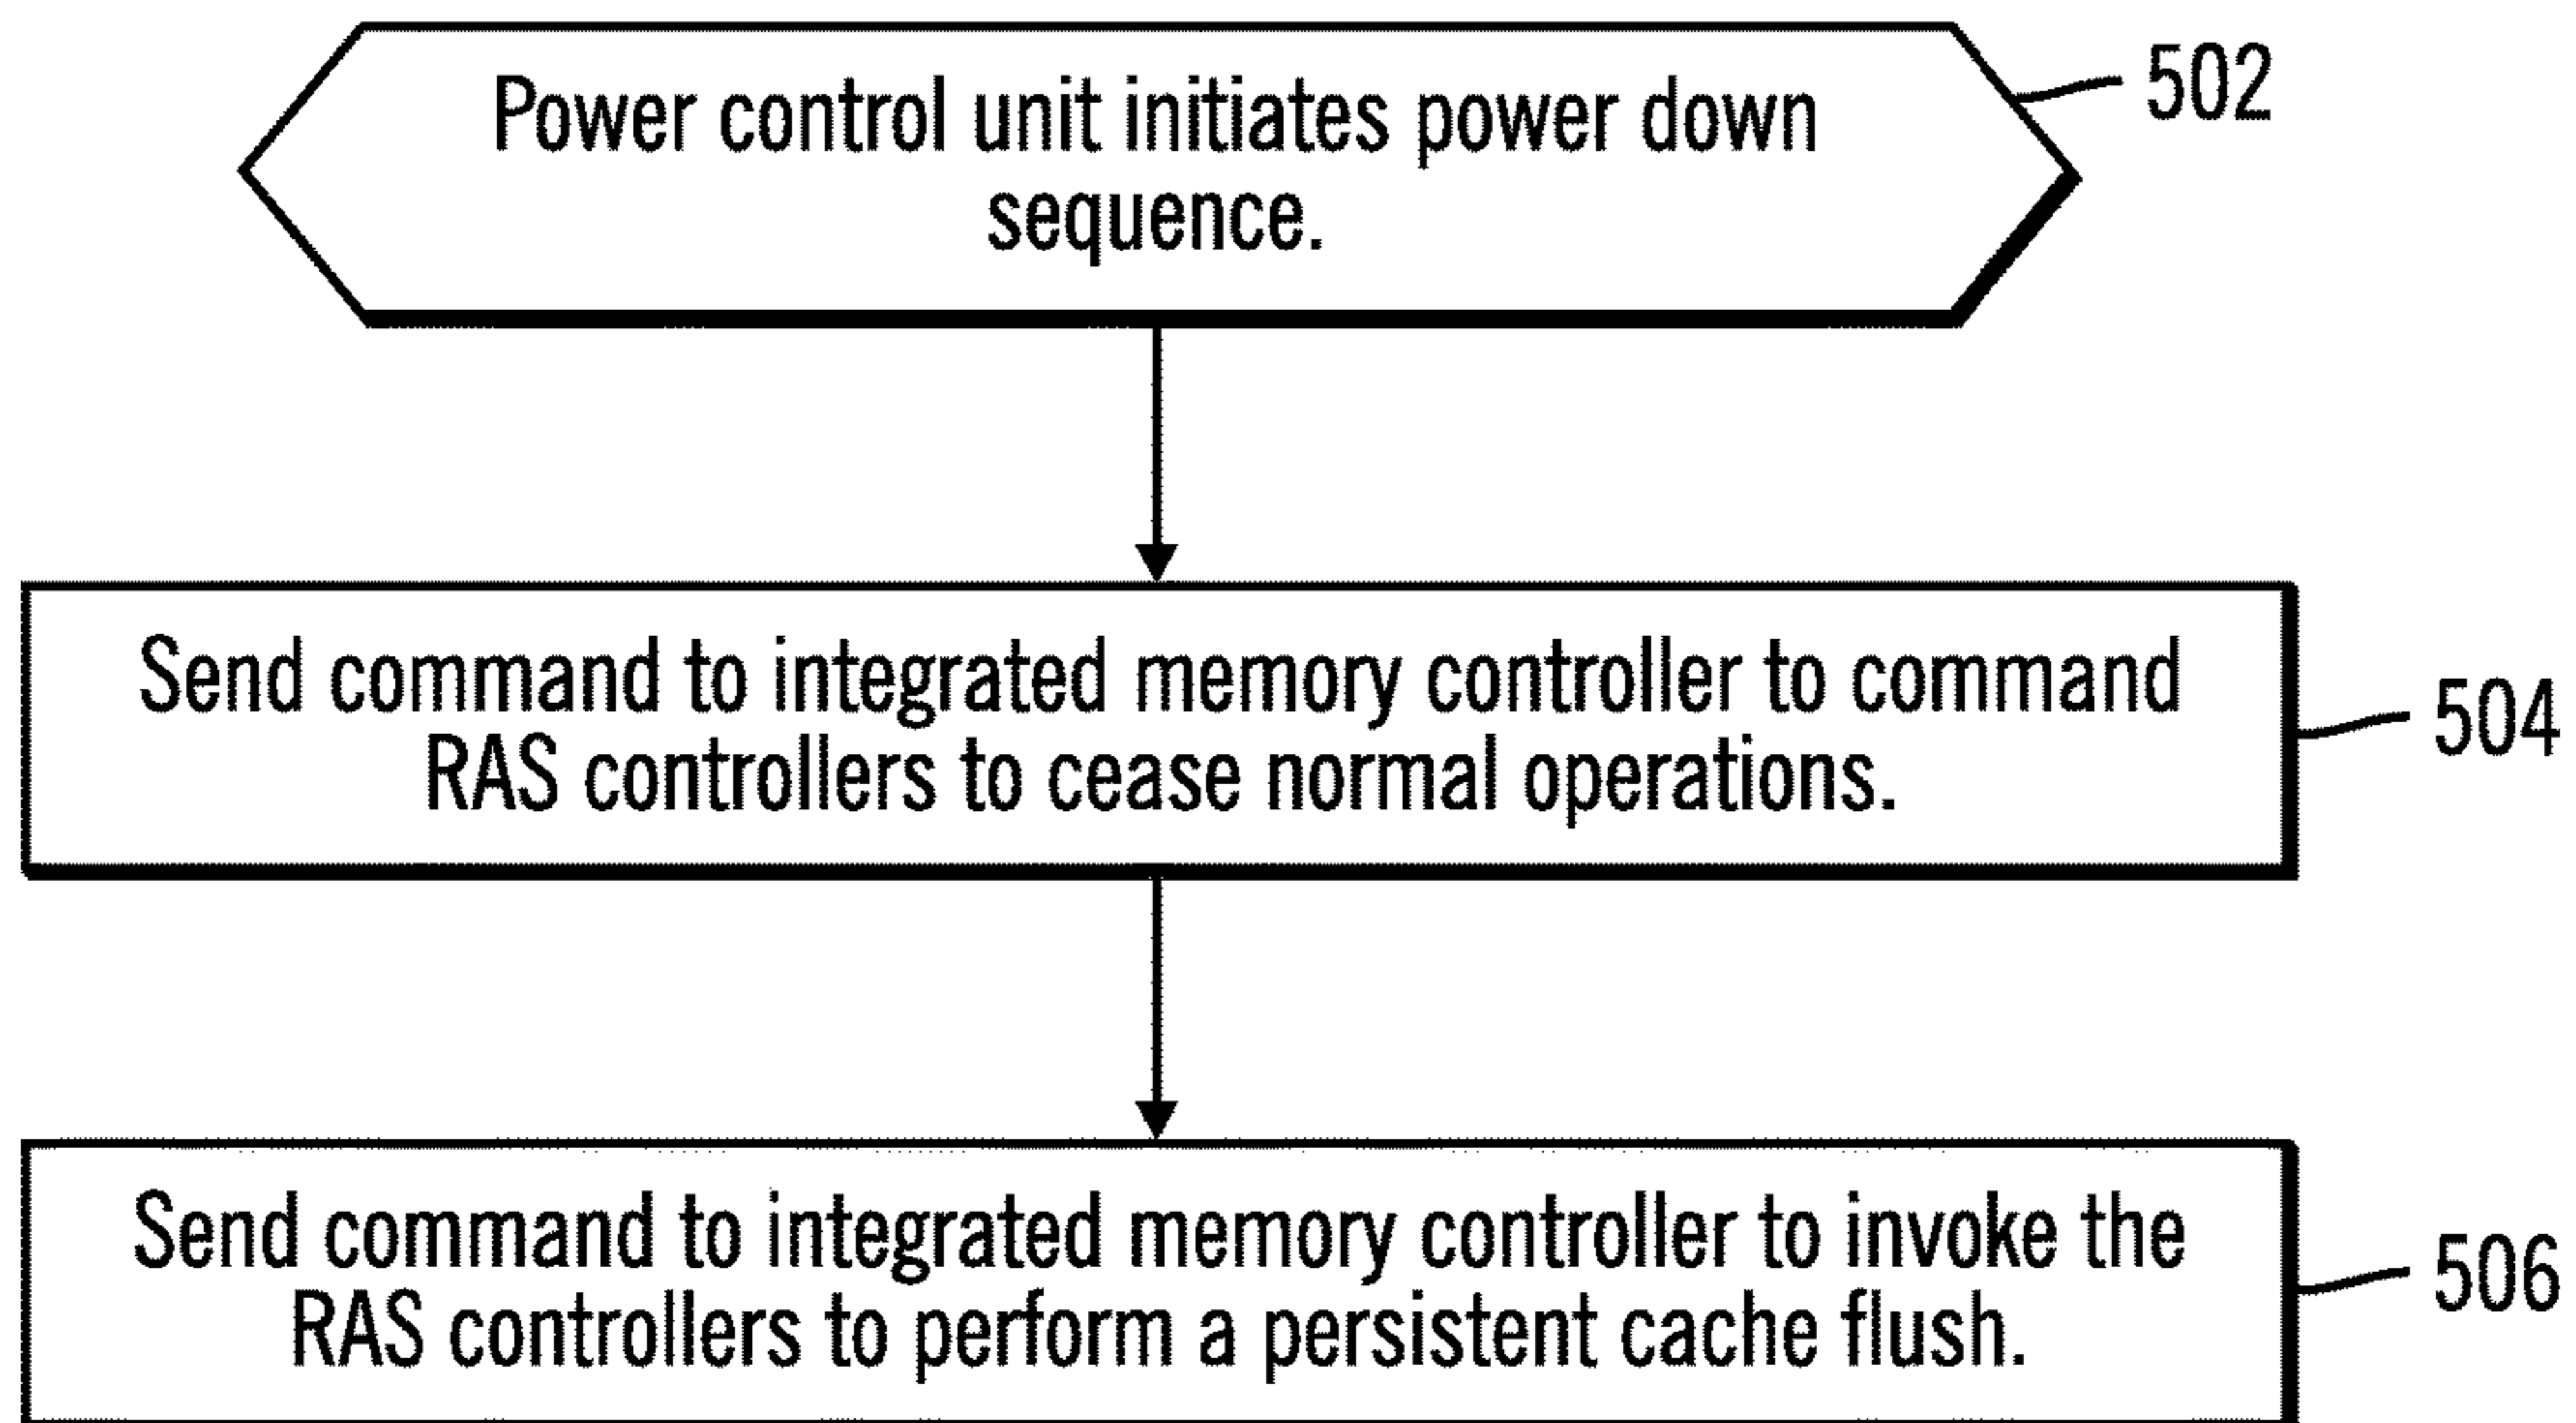 Power control unit initiates power down
sequence.
502
Send command to integrated memory controller to command
RAS controllers to cease normal operations.
504
Send command to integrated memory controller to invoke the
RAS controllers to perform a persistent cache flush.
506